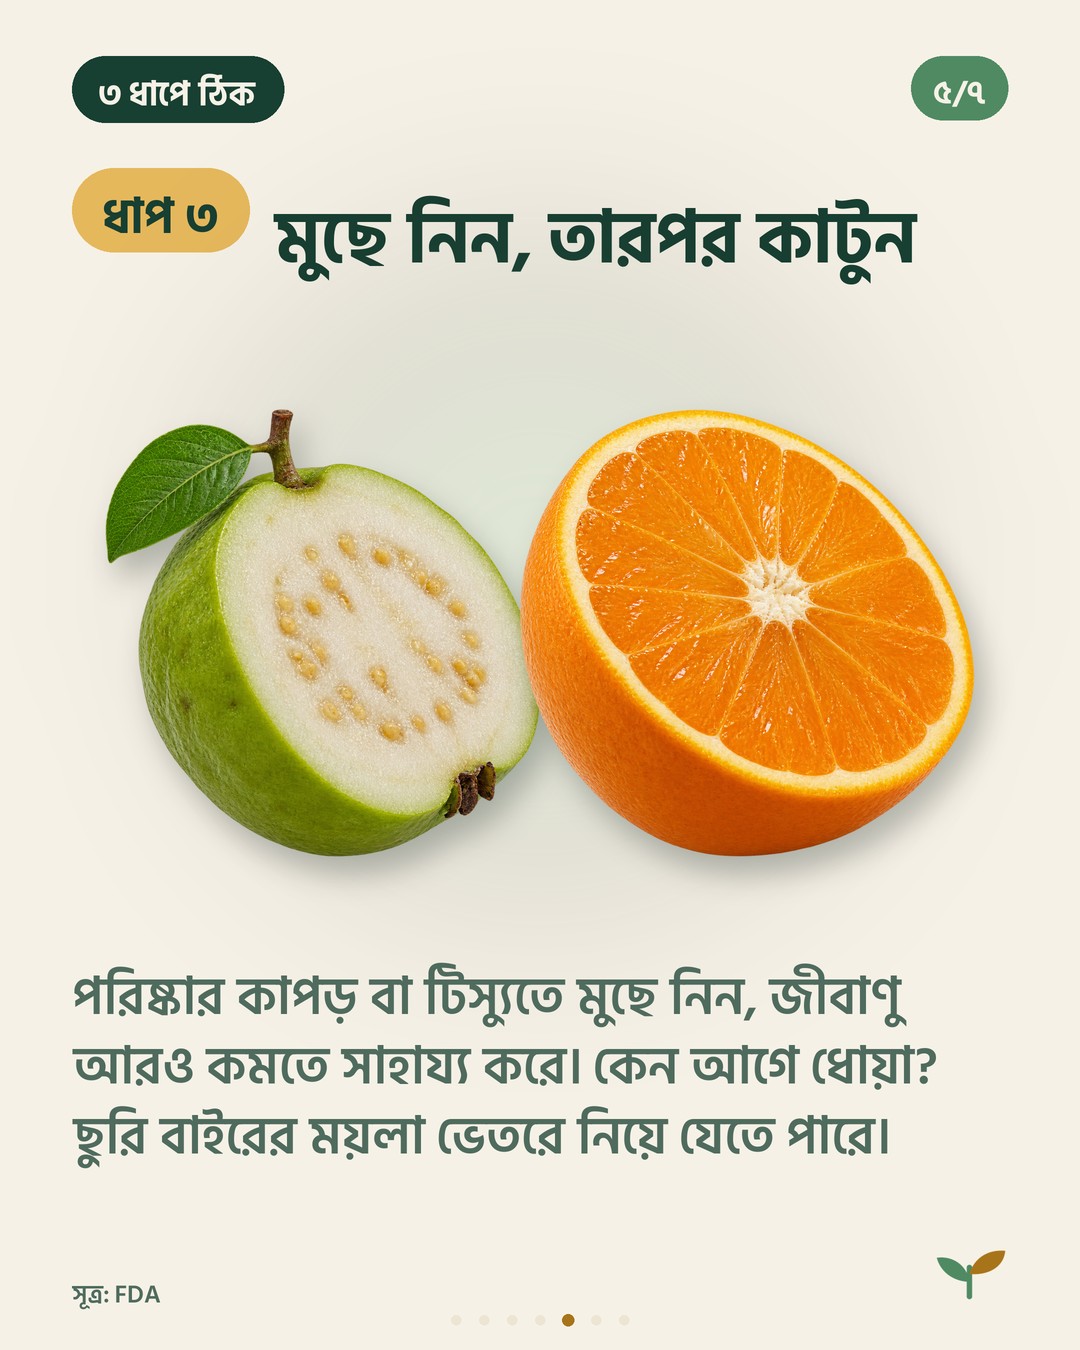 ৩ ধাপে ঠিক
৫/৭
ধাপ ৩
মুছে নিন, তারপর কাটুন
পরিষ্কার কাপড় বা টিস্যুতে মুছে নিন, জীবাণু
আরও কমতে সাহায্য করে। কেন আগে ধোয়া?
ছুরি বাইরের ময়লা ভেতরে নিয়ে যেতে পারে।
সূত্র: FDA